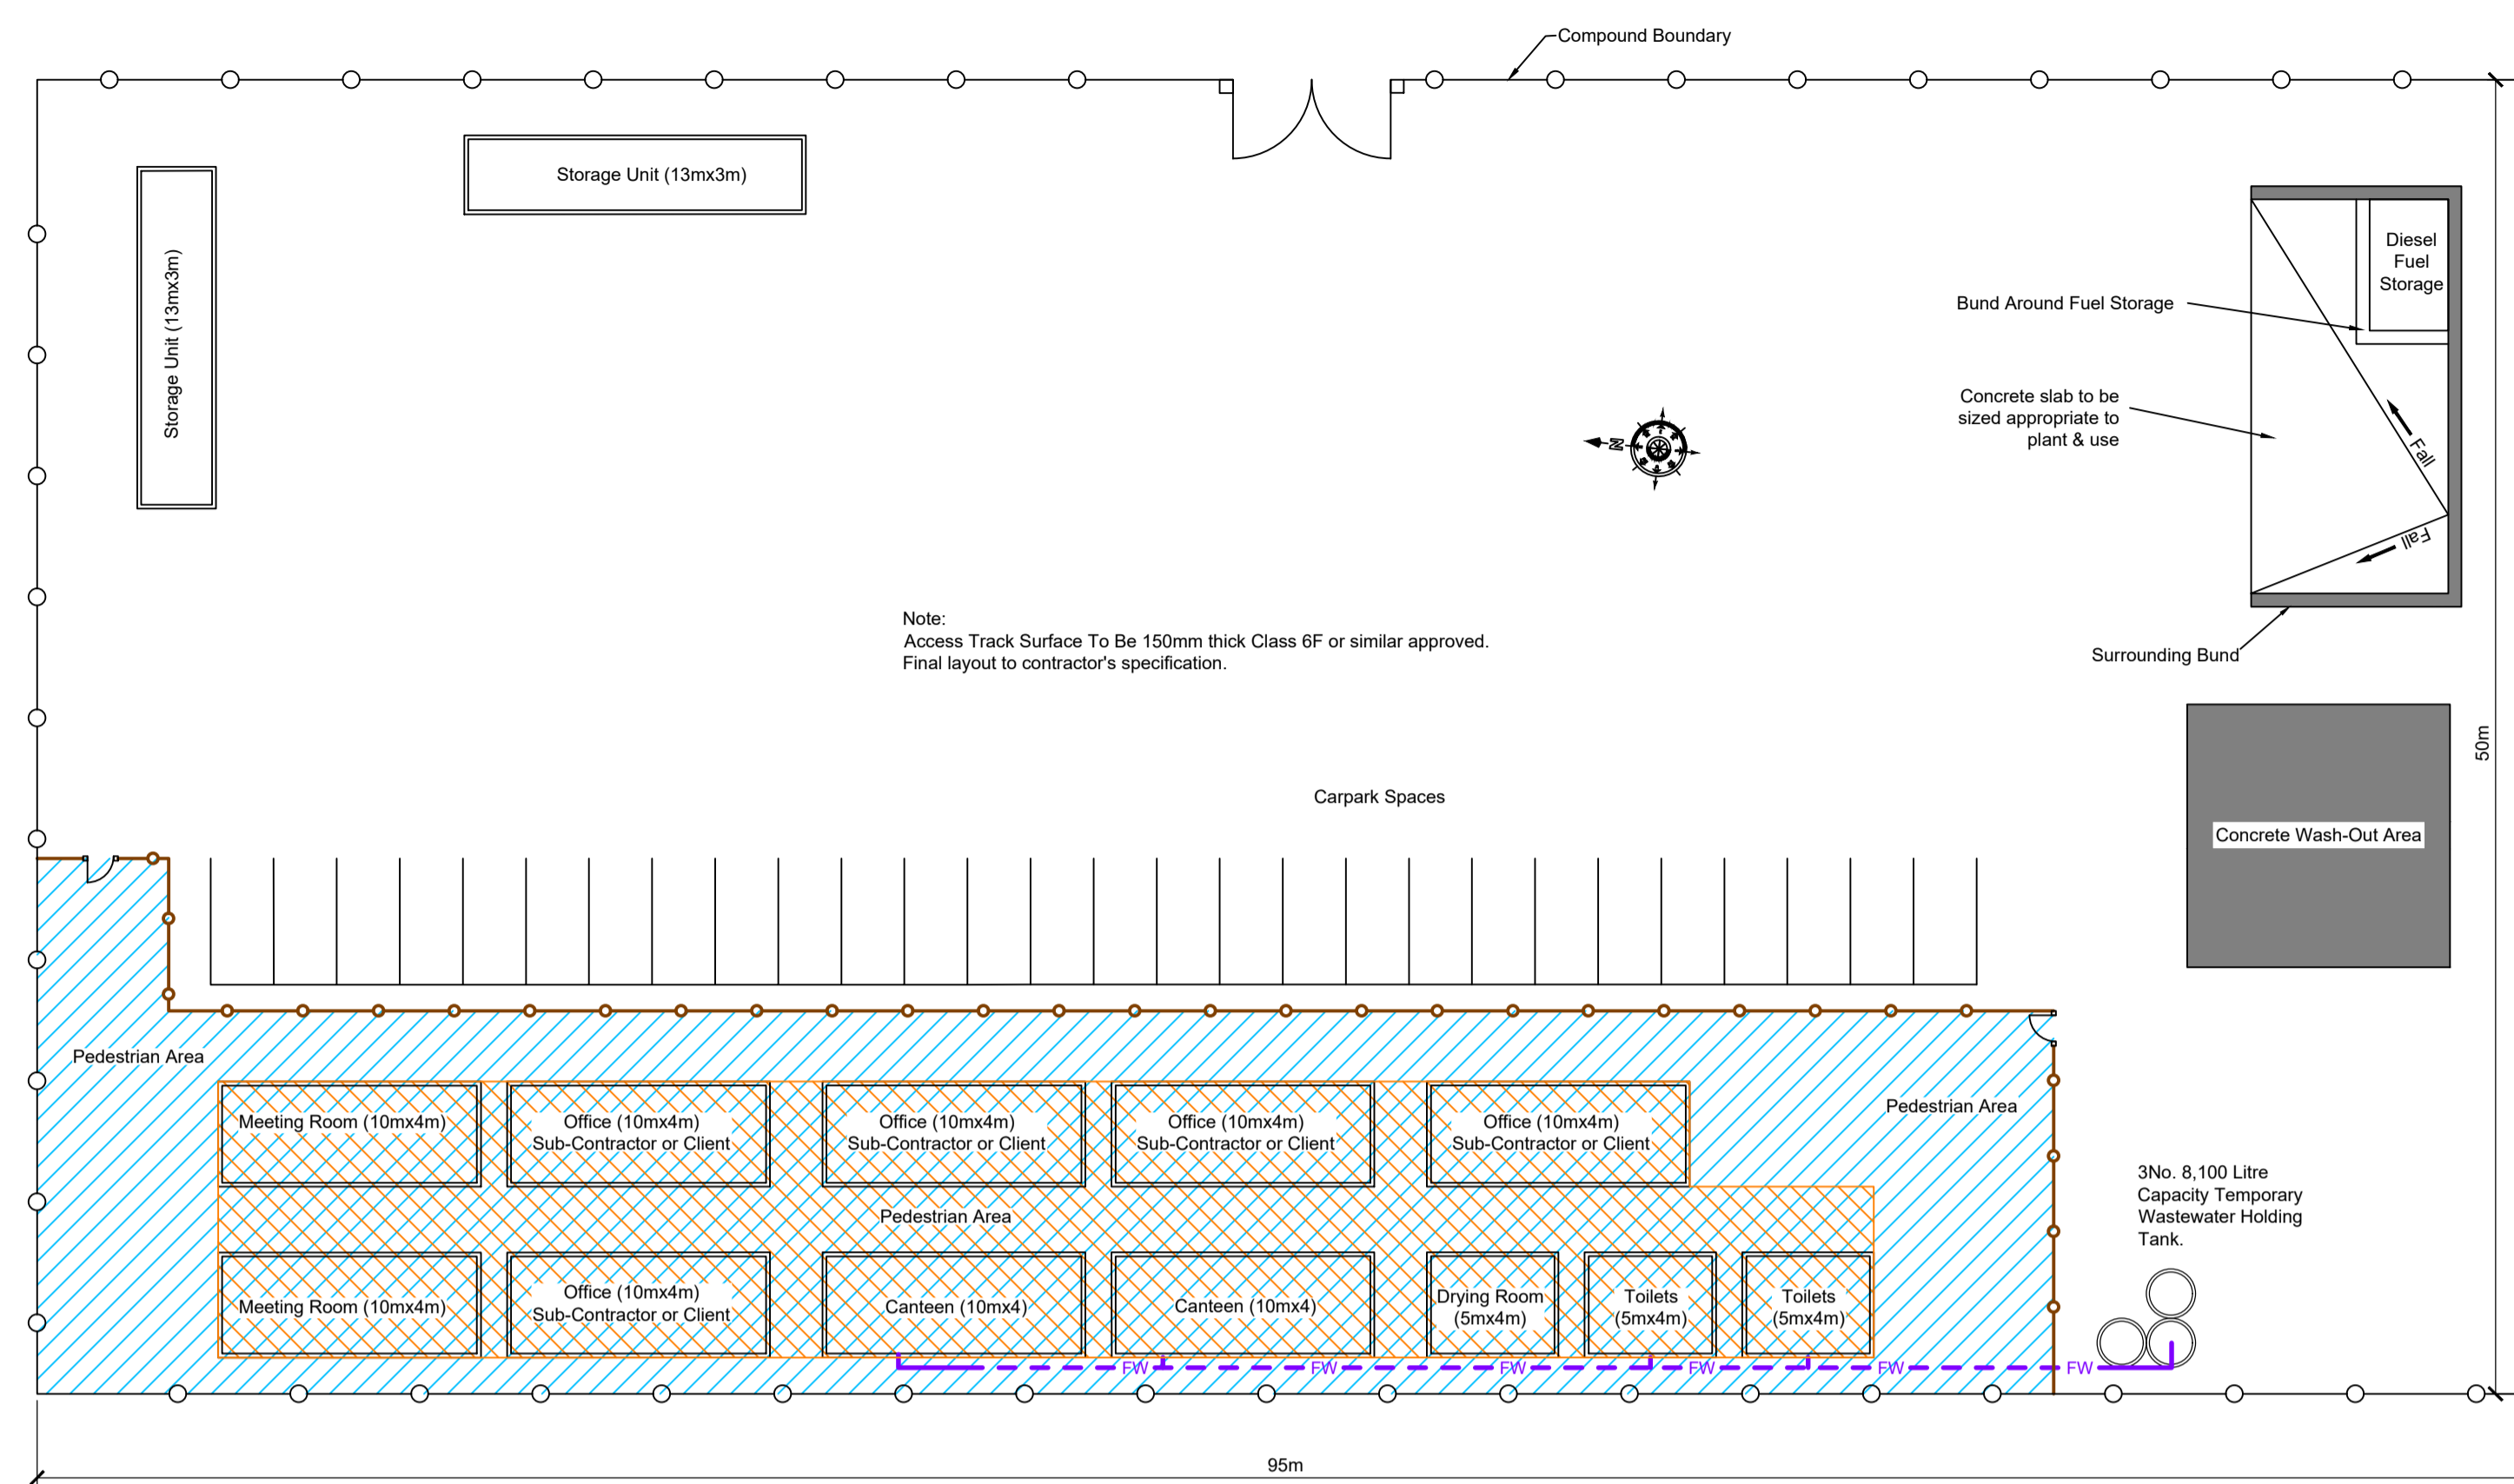 Compound Boundary
Storage Unit (13mx3m)
Storage Unit (13mx3m)
Diesel
Fuel
Storage
Bund Around Fuel Storage
Concrete slab to be
sized appropriate to
plant & use
N
Fall
Fall
Note:
Access Track Surface To Be 150mm thick Class 6F or similar approved.
Final layout to contractor's specification.
Surrounding Bund
50m
Carpark Spaces
Concrete Wash-Out Area
Pedestrian Area
Pedestrian Area
Meeting Room (10mx4m)
Office (10mx4m)
Sub-Contractor or Client
Office (10mx4m)
Sub-Contractor or Client
Office (10mx4m)
Sub-Contractor or Client
Office (10mx4m)
Sub-Contractor or Client
3No. 8,100 Litre
Capacity Temporary
Wastewater Holding
Tank.
Pedestrian Area
Meeting Room (10mx4m)
Office (10mx4m)
Sub-Contractor or Client
Canteen (10mx4)
Canteen (10mx4)
Drying Room
(5mx4m)
Toilets
(5mx4m)
Toilets
(5mx4m)
FW
FW
FW
FW
FW
FW
95m